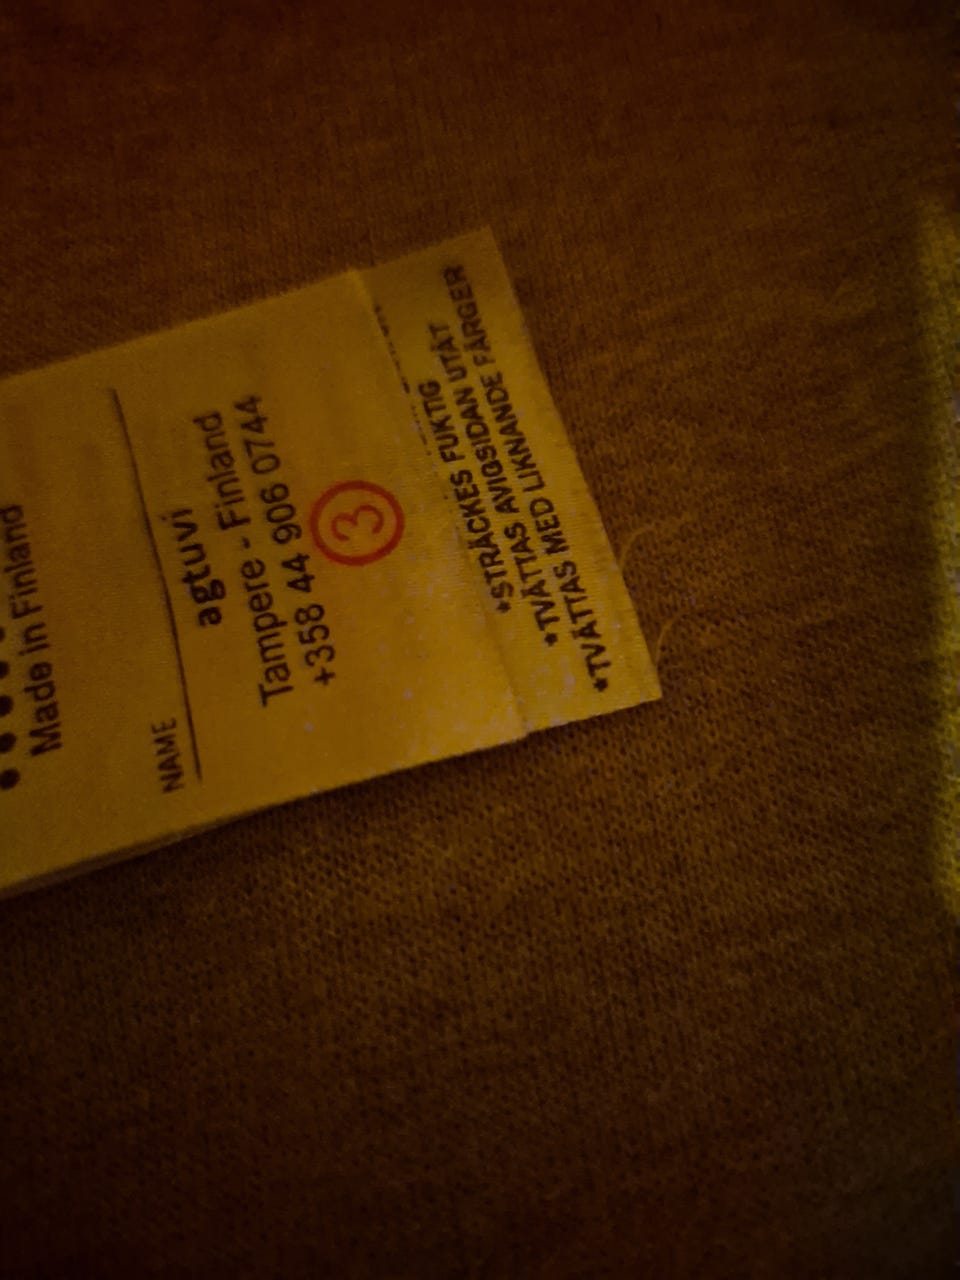 Made in Finland
NAME
agtuvi
Tampere - Finland
+358 44 906 0744
3
*STRÄCKES FUKTIG
*TVÄTTAS AVIGSIDAN UTÅT
*TVÄTTAS MED LIKNANDE FÄRGER